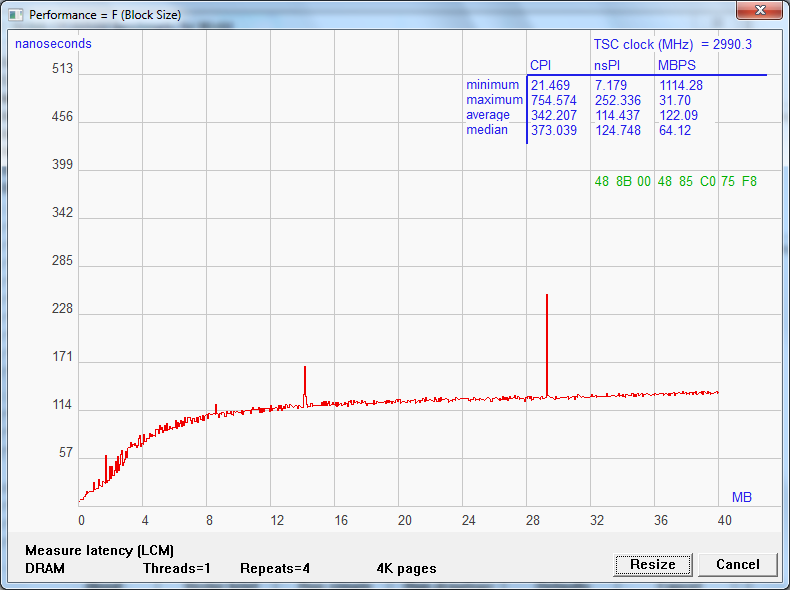 Performance = F (Block Size)
nanoseconds
TSC clock (MHz) = 2990.3
CPI nsPI MBPS
minimum 21.469 7.179 1114.28
maximum 754.574 252.336 31.70
average 342.207 114.437 122.09
median 373.039 124.748 64.12
48 8B 00 48 85 C0 75 F8
513
456
399
342
285
228
171
114
57
MB
0 4 8 12 16 20 24 28 32 36 40
Measure latency (LCM)
DRAM Threads=1 Repeats=4 4K pages
Resize Cancel